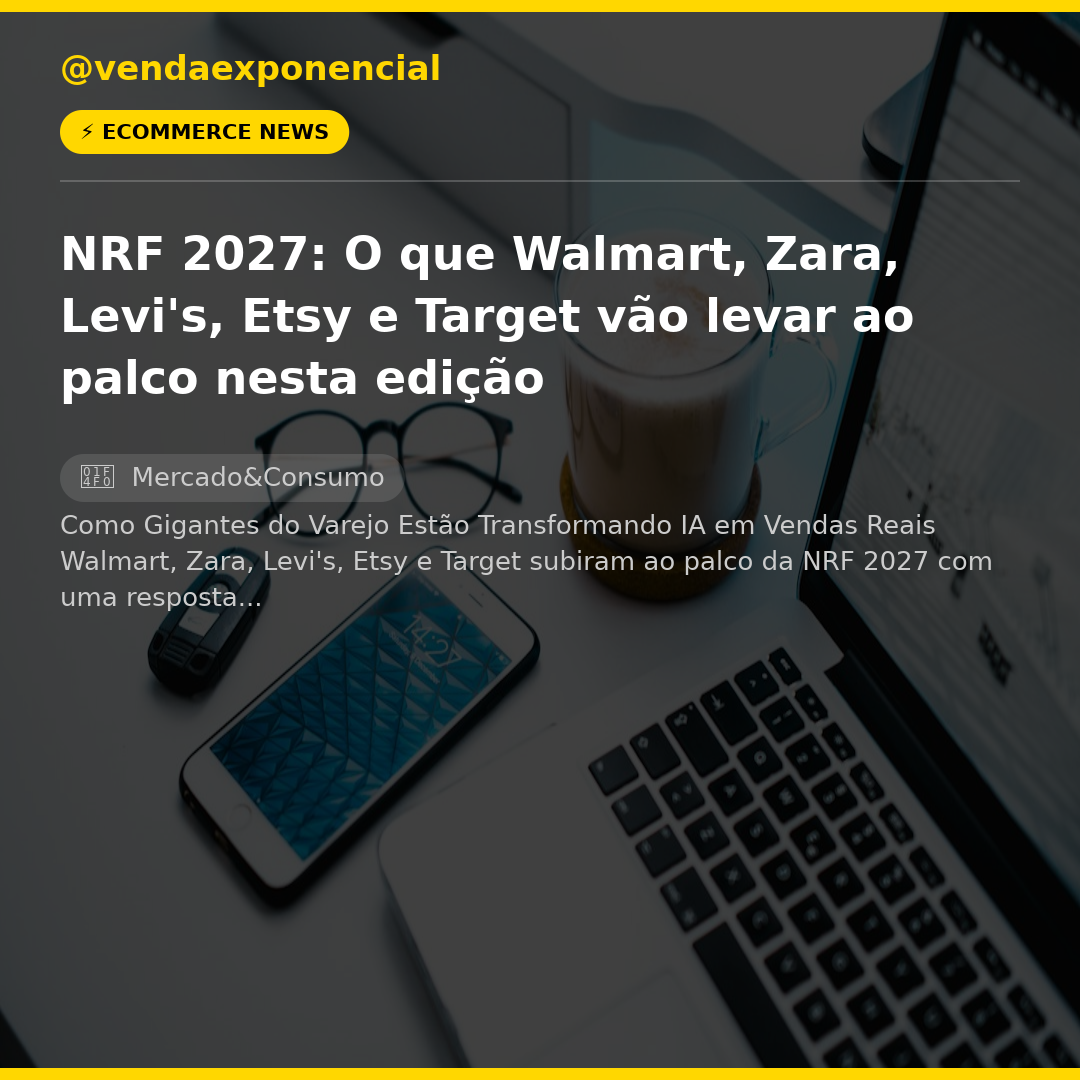 @vendaexponencial
⚡ ECOMMERCE NEWS
NRF 2027: O que Walmart, Zara,
Levi's, Etsy e Target vão levar ao
palco nesta edição
Mercado&Consumo
Como Gigantes do Varejo Estão Transformando IA em Vendas Reais
Walmart, Zara, Levi's, Etsy e Target subiram ao palco da NRF 2027 com
uma resposta...
14:27